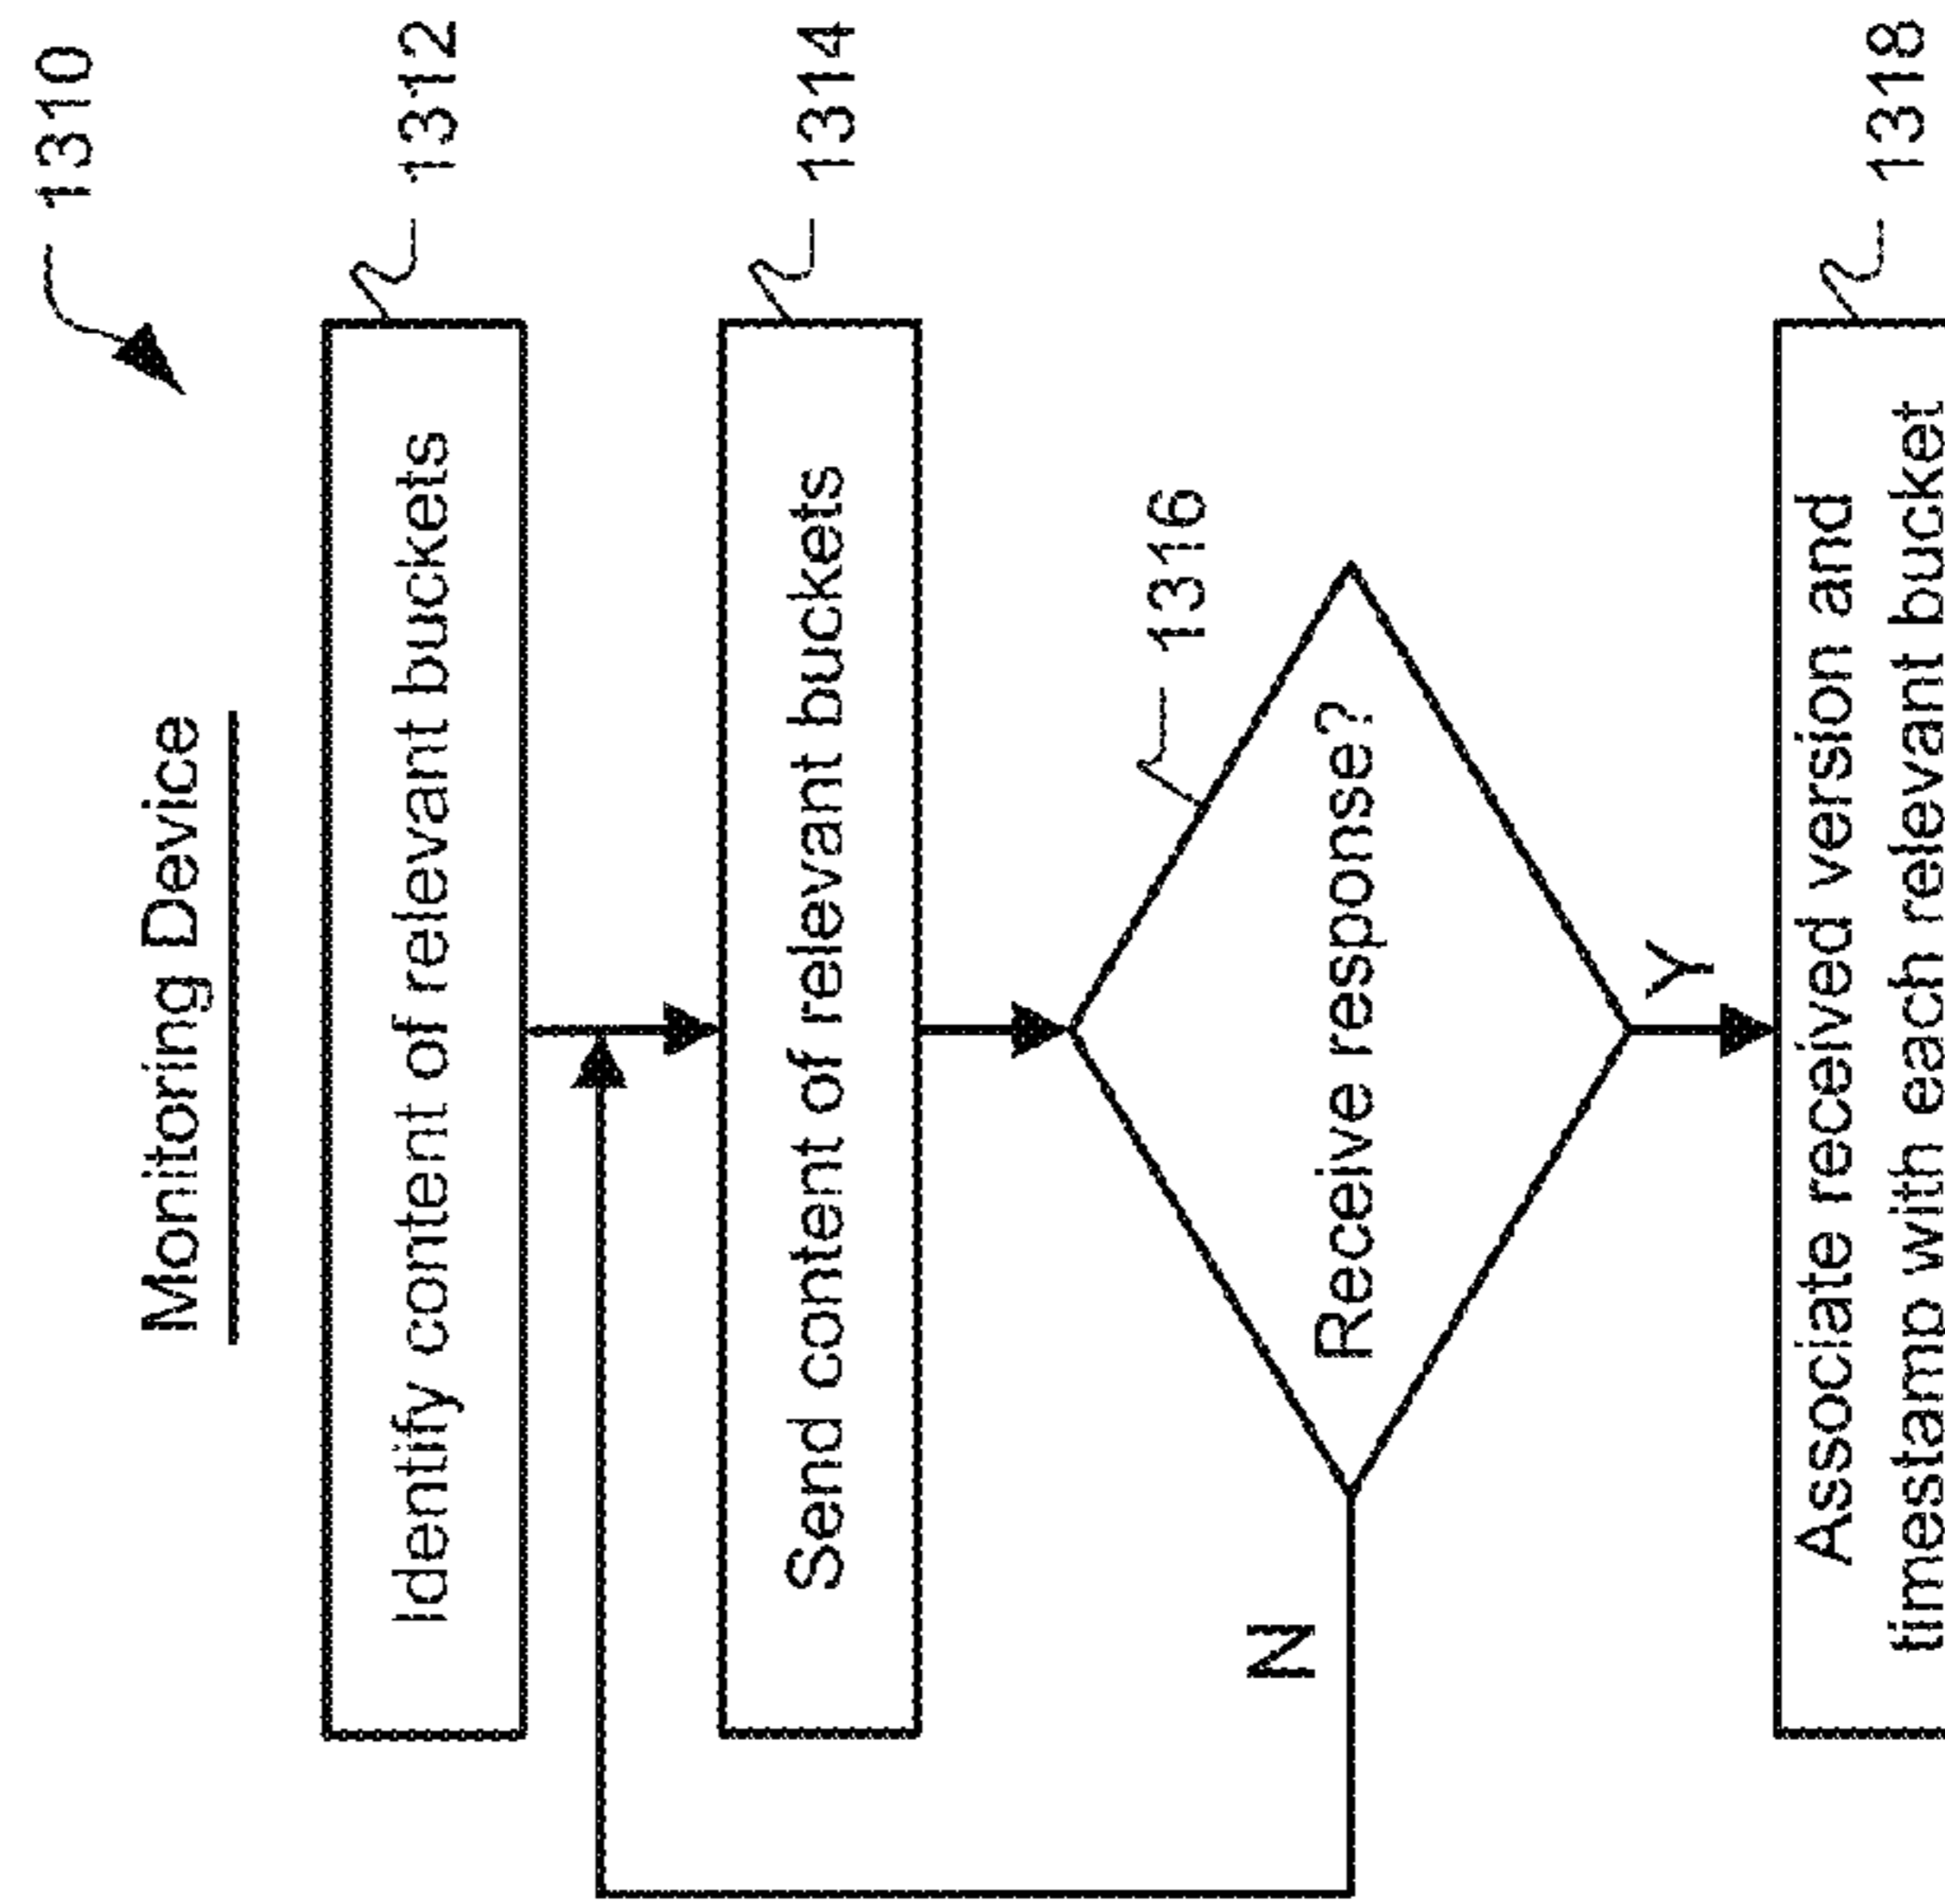 1310
Monitoring Device
Identify content of relevant buckets
1312
Send content of relevant buckets
1314
1316
Receive response?
N
Y
Associate received version and
timestamp with each relevant bucket
1318